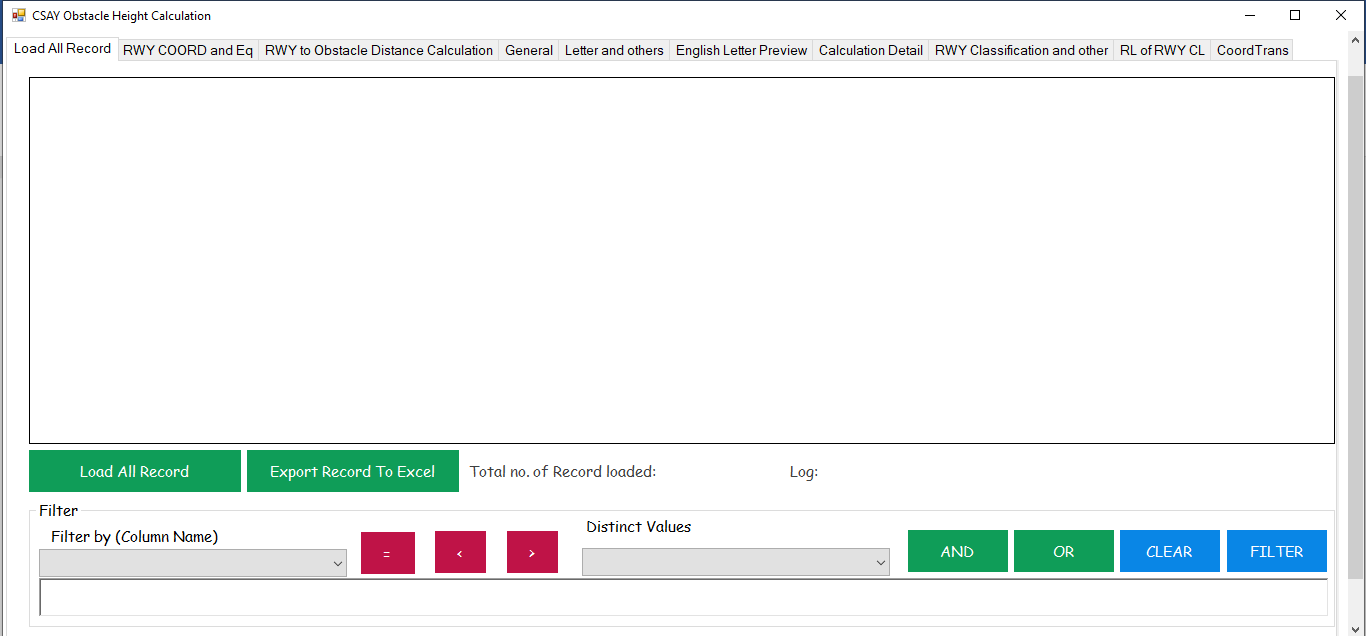 CSAY Obstacle Height Calculation
Load All Record RWY COORD and Eq RWY to Obstacle Distance Calculation General Letter and others English Letter Preview Calculation Detail RWY Classification and other RL of RWY CL CoordTrans
Load All Record Export Record To Excel Total no. of Record loaded: Log:
Filter
Filter by (Column Name) Distinct Values
= < > AND OR CLEAR FILTER